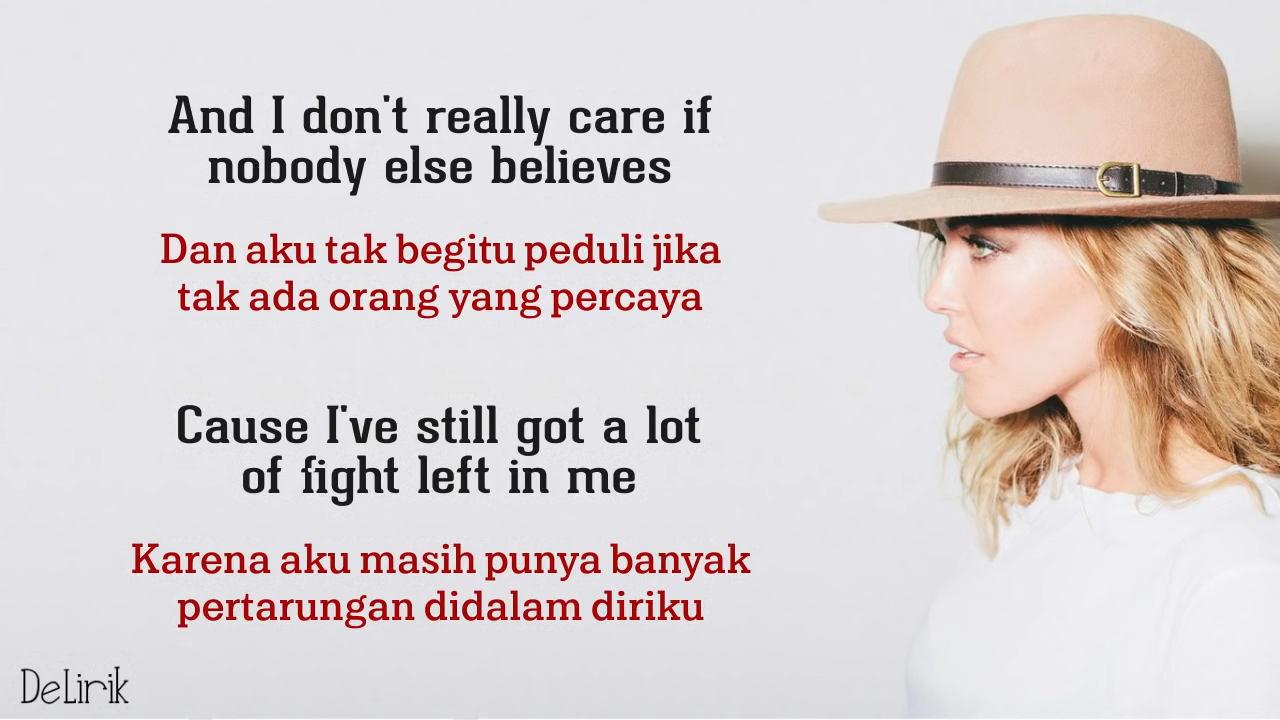 And I don't really care if
nobody else believes
Dan aku tak begitu peduli jika
tak ada orang yang percaya
Cause I've still got a lot
of fight left in me
Karena aku masih punya banyak
pertarungan didalam diriku
DeLirik